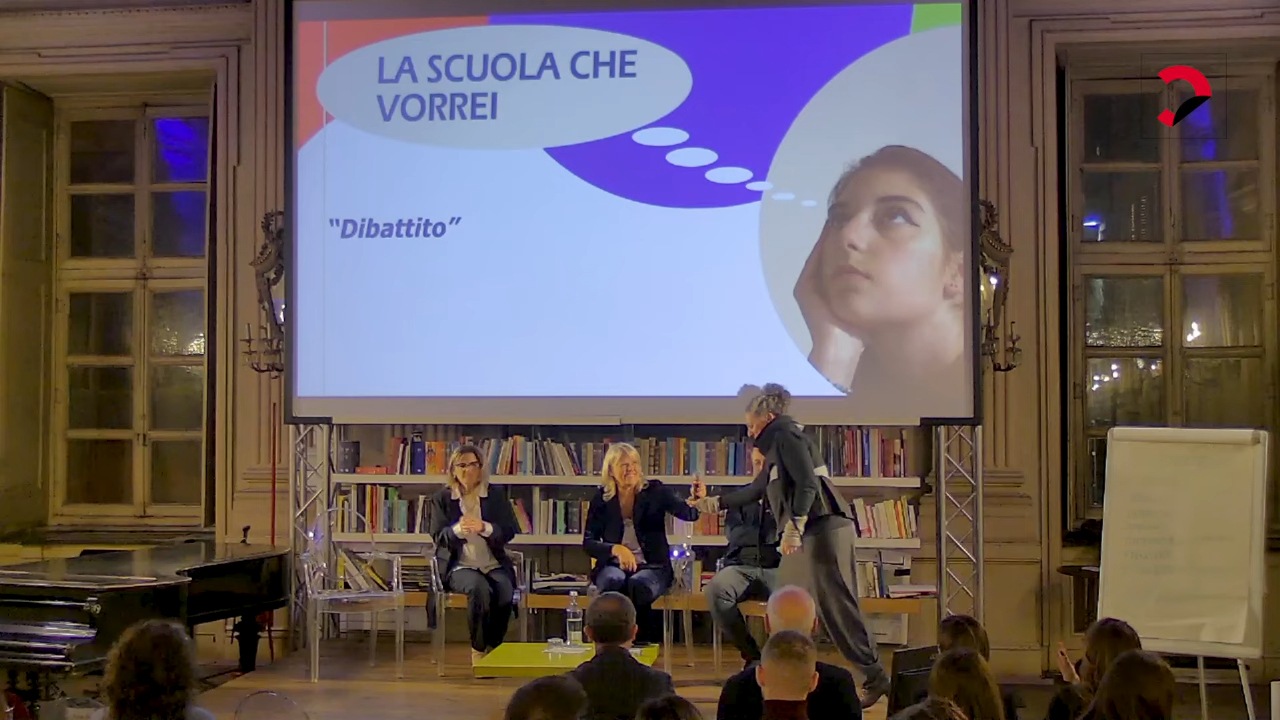 LA SCUOLA CHE
VORREI
“Dibattito”